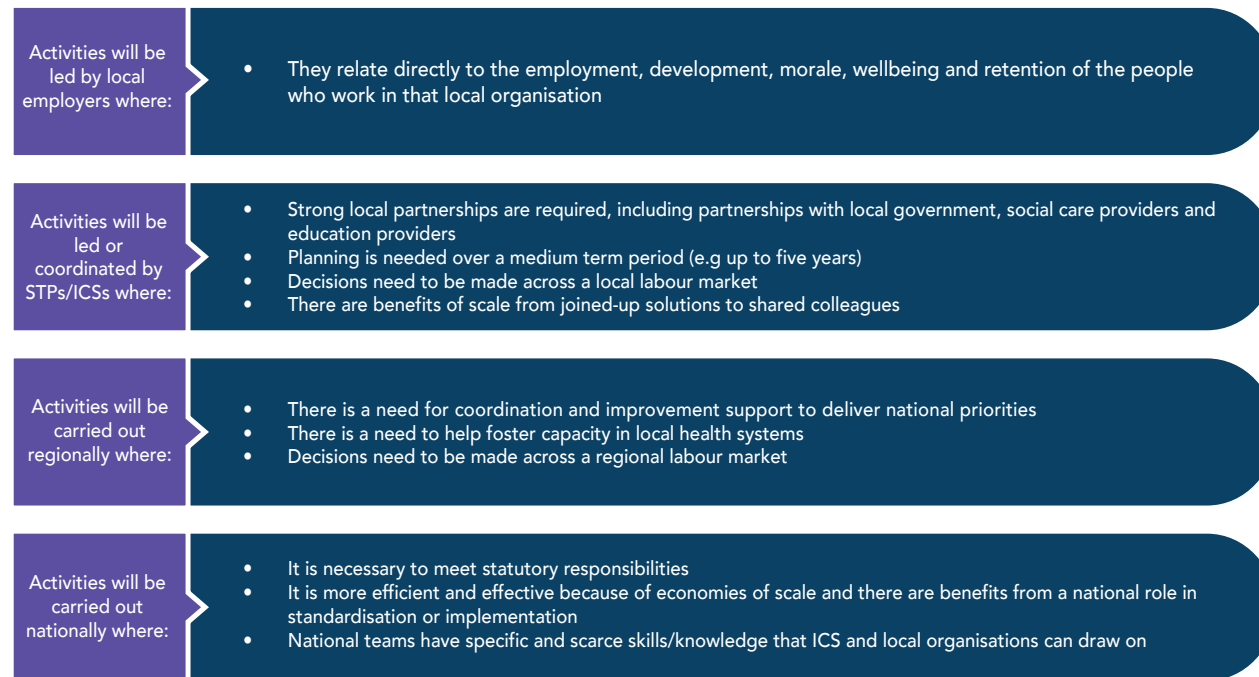 Activities will be
led by local
employers where:
• They relate directly to the employment, development, morale, wellbeing and retention of the people
who work in that local organisation
Activities will be
led or
coordinated by
STPs/ICSs where:
• Strong local partnerships are required, including partnerships with local government, social care providers and
education providers
• Planning is needed over a medium term period (e.g up to five years)
• Decisions need to be made across a local labour market
• There are benefits of scale from joined-up solutions to shared colleagues
Activities will be
carried out
regionally where:
• There is a need for coordination and improvement support to deliver national priorities
• There is a need to help foster capacity in local health systems
• Decisions need to be made across a regional labour market
Activities will be
carried out
nationally where:
• It is necessary to meet statutory responsibilities
• It is more efficient and effective because of economies of scale and there are benefits from a national role in
standardisation or implementation
• National teams have specific and scarce skills/knowledge that ICS and local organisations can draw on